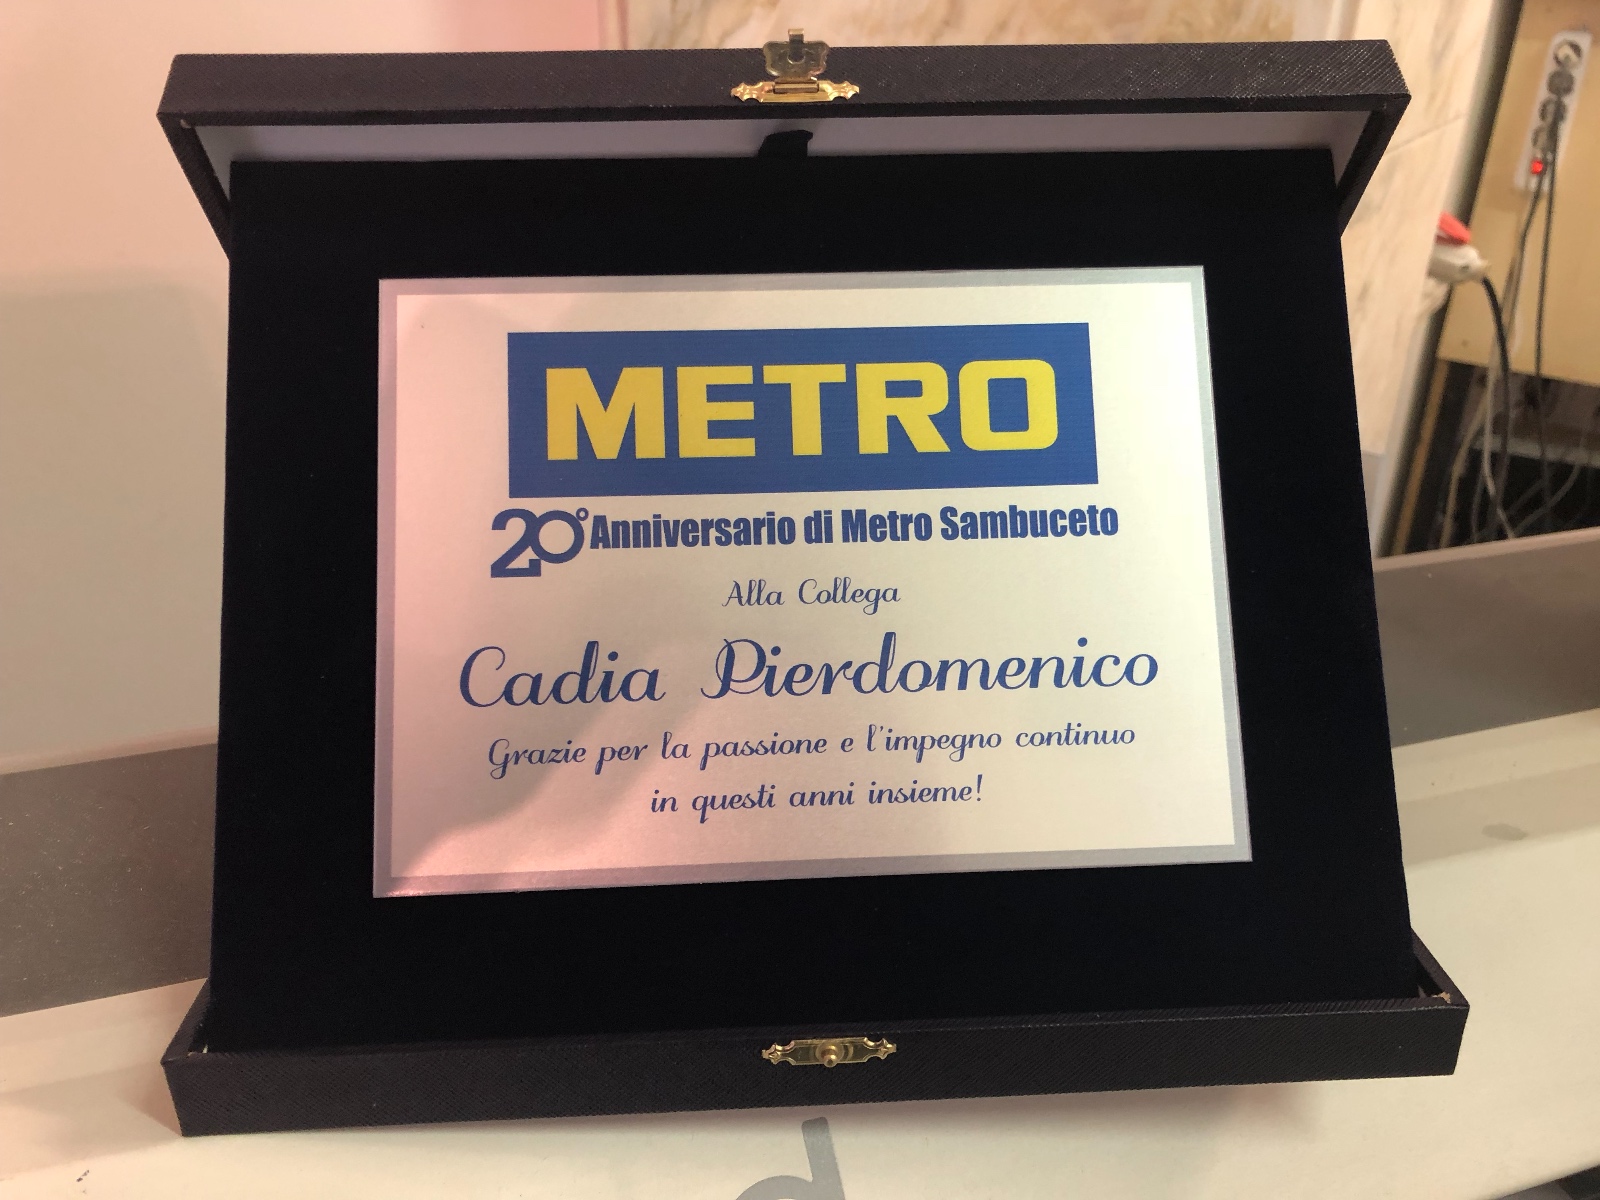 METRO
20° Anniversario di Metro Sambuceto
Alla Collega
Cadia Pierdomenico
Grazie per la passione e l'impegno continuo
in questi anni insieme!